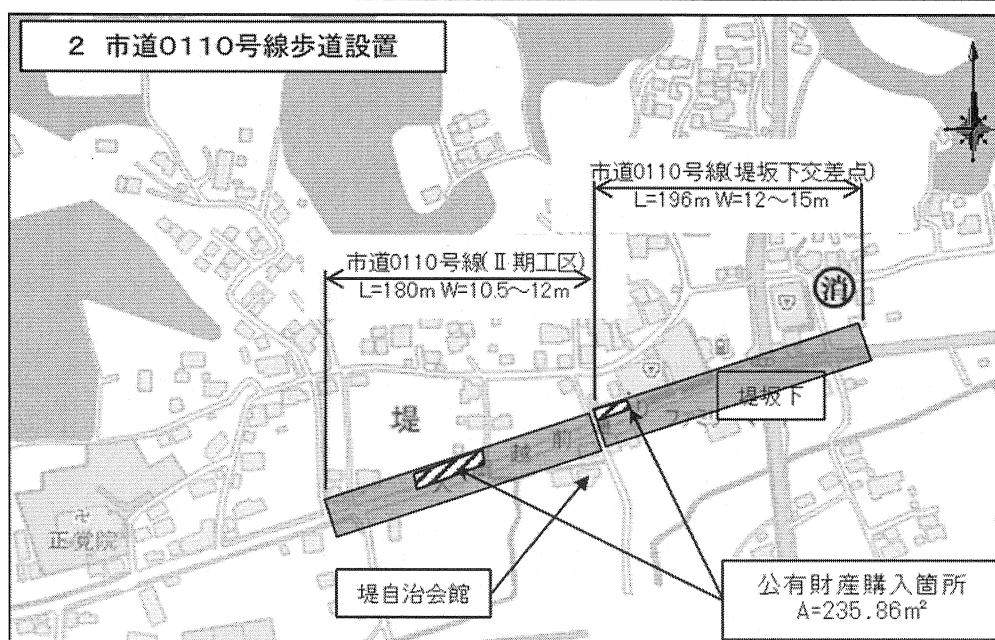 2 市道0110号線歩道設置
市道0110号線(堤坂下交差点)
L=196m W=12～15m
市道0110号線(Ⅱ期工区)
L=180m W=10.5～12m
消
堤坂下
堤
越前
正覚院
堤自治会館
公有財産購入箇所
A=235.86m²